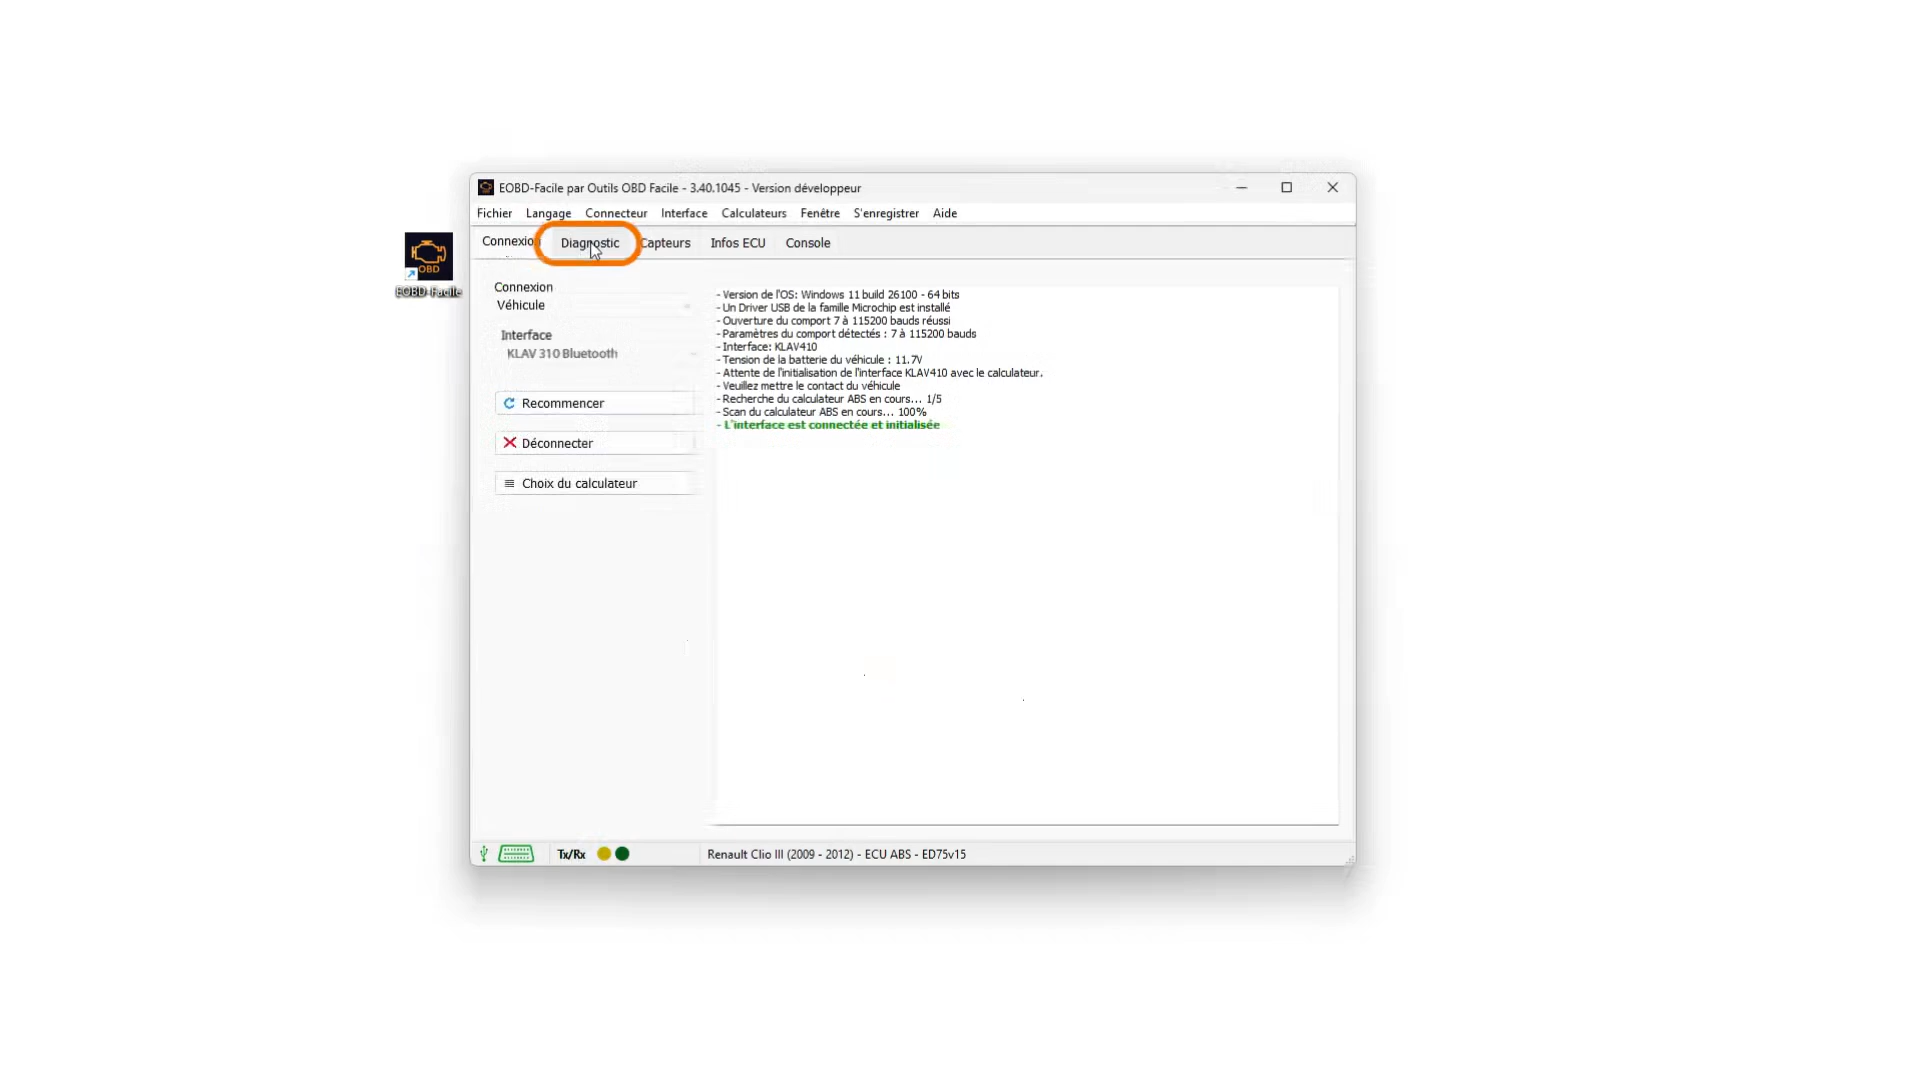 EOBD-Facile par Outils OBD Facile - 3.40.1045 - Version développeur
Fichier Langage Connecteur Interface Calculateurs Fenêtre S'enregistrer Aide
Connexion Diagnostic Capteurs Infos ECU Console
OBD
EOBD-Facile
Connexion
Véhicule
Interface
KLAV 310 Bluetooth
Recommencer
Déconnecter
Choix du calculateur
- Version de l'OS: Windows 11 build 26100 - 64 bits
- Un Driver USB de la famille Microchip est installé
- Ouverture du comport 7 à 115200 bauds réussi
- Paramètres du comport détectés : 7 à 115200 bauds
- Interface: KLAV410
- Tension de la batterie du véhicule : 11.7V
- Attente de l'initialisation de l'interface KLAV410 avec le calculateur.
- Veuillez mettre le contact du véhicule
- Recherche du calculateur ABS en cours... 1/5
- Scan du calculateur ABS en cours... 100%
- L'interface est connectée et initialisée
Tx/Rx
Renault Clio III (2009 - 2012) - ECU ABS - ED75v15